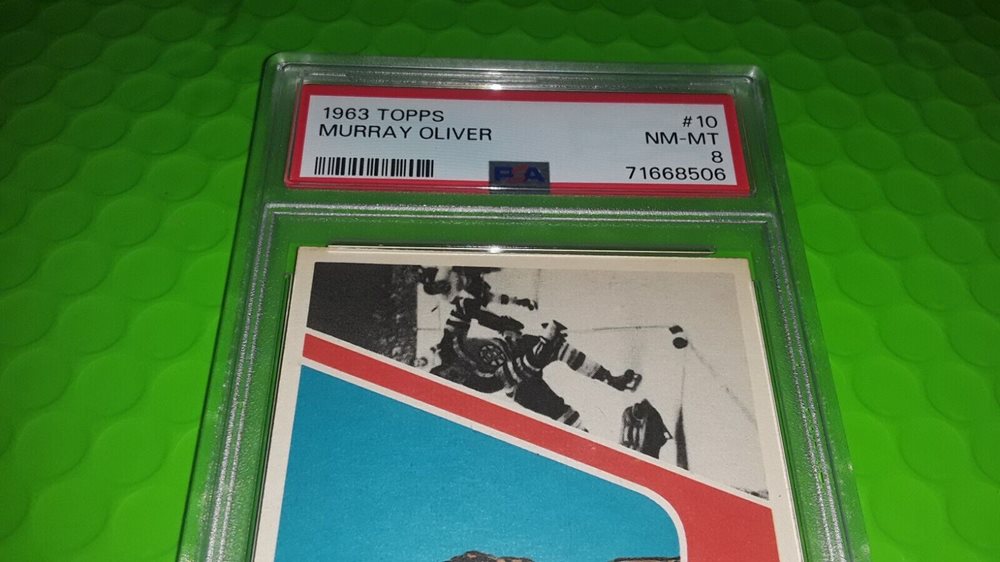 1963 TOPPS #10
MURRAY OLIVER NM-MT
8
PSA 71668506